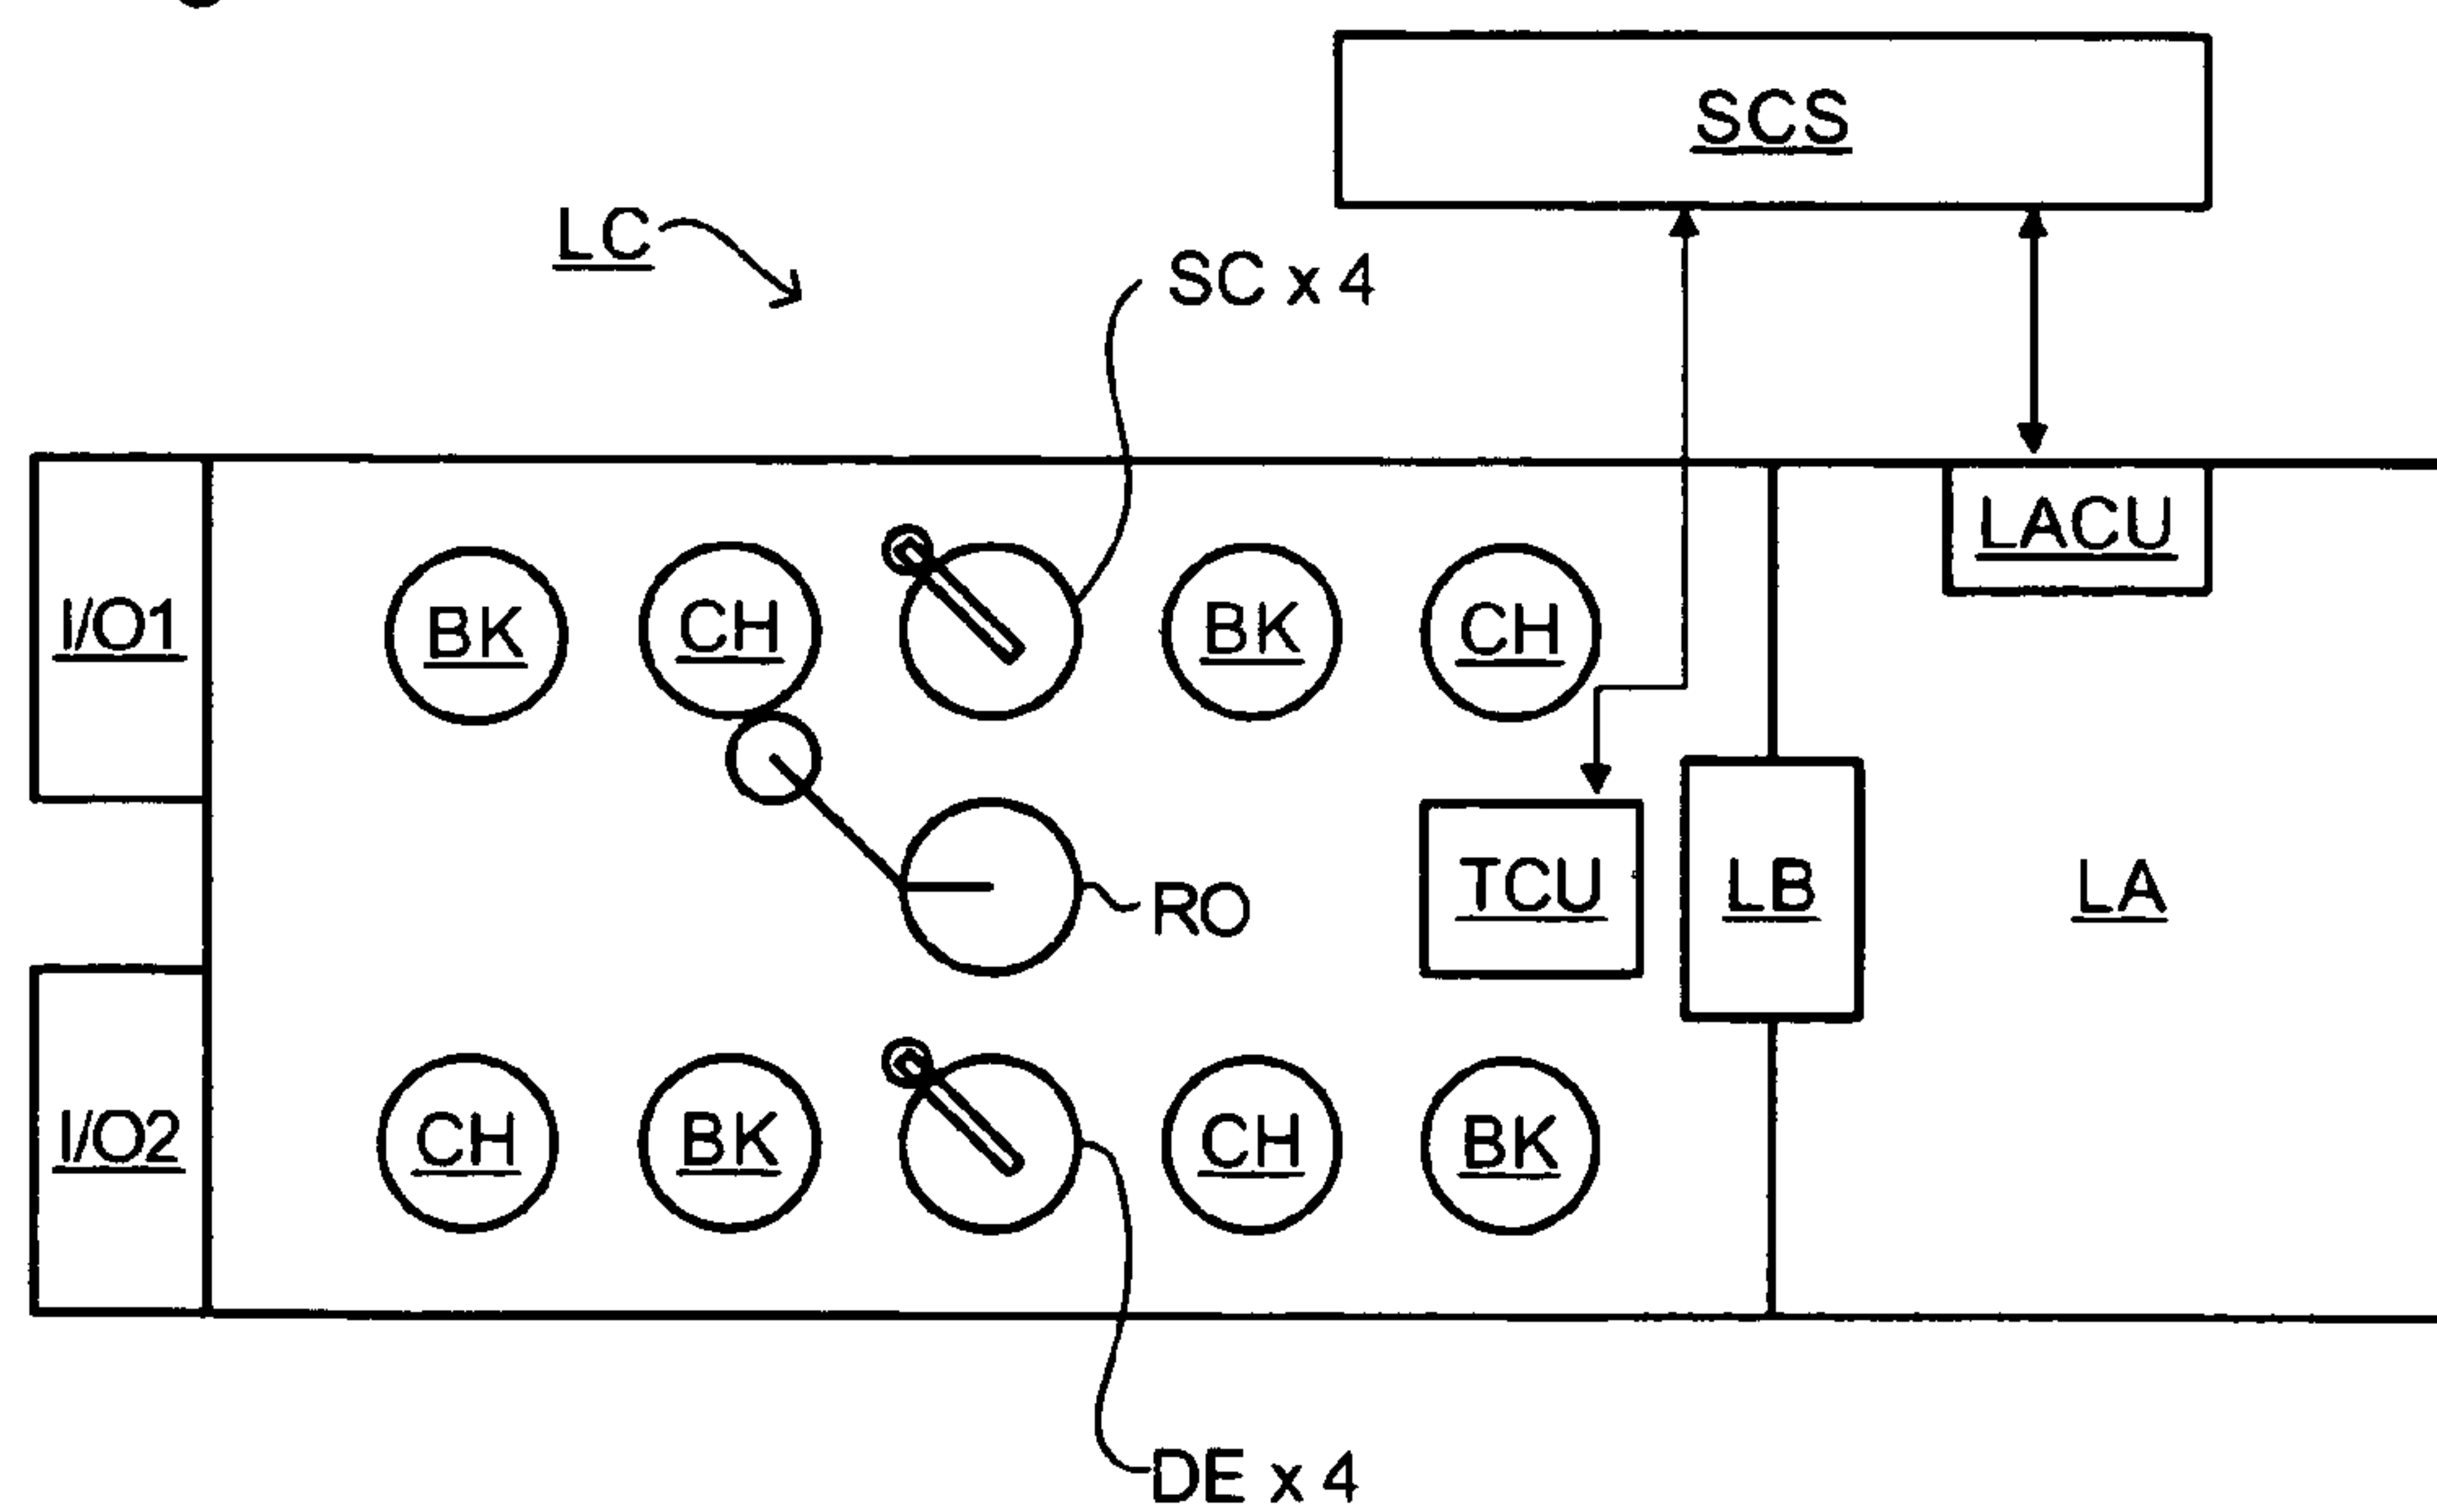 SCS
LC
SC x 4
LACU
I/O1
BK
CH
BK
CH
RO
TCU
LB
LA
I/O2
CH
BK
CH
BK
DE x 4